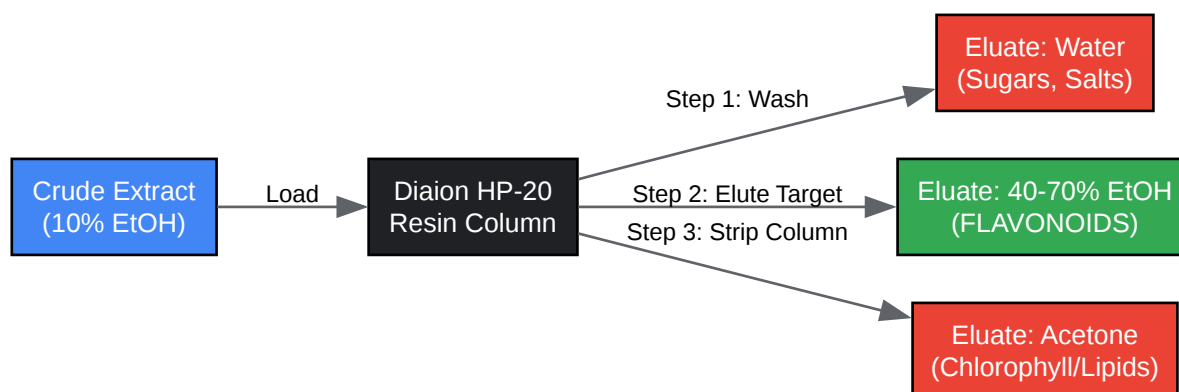 Crude Extract
(10% EtOH)
Load
Diaion HP-20
Resin Column
Step 1: Wash
Eluate: Water
(Sugars, Salts)
Step 2: Elute Target
Eluate: 40-70% EtOH
(FLAVONOIDS)
Step 3: Strip Column
Eluate: Acetone
(Chlorophyll/Lipids)